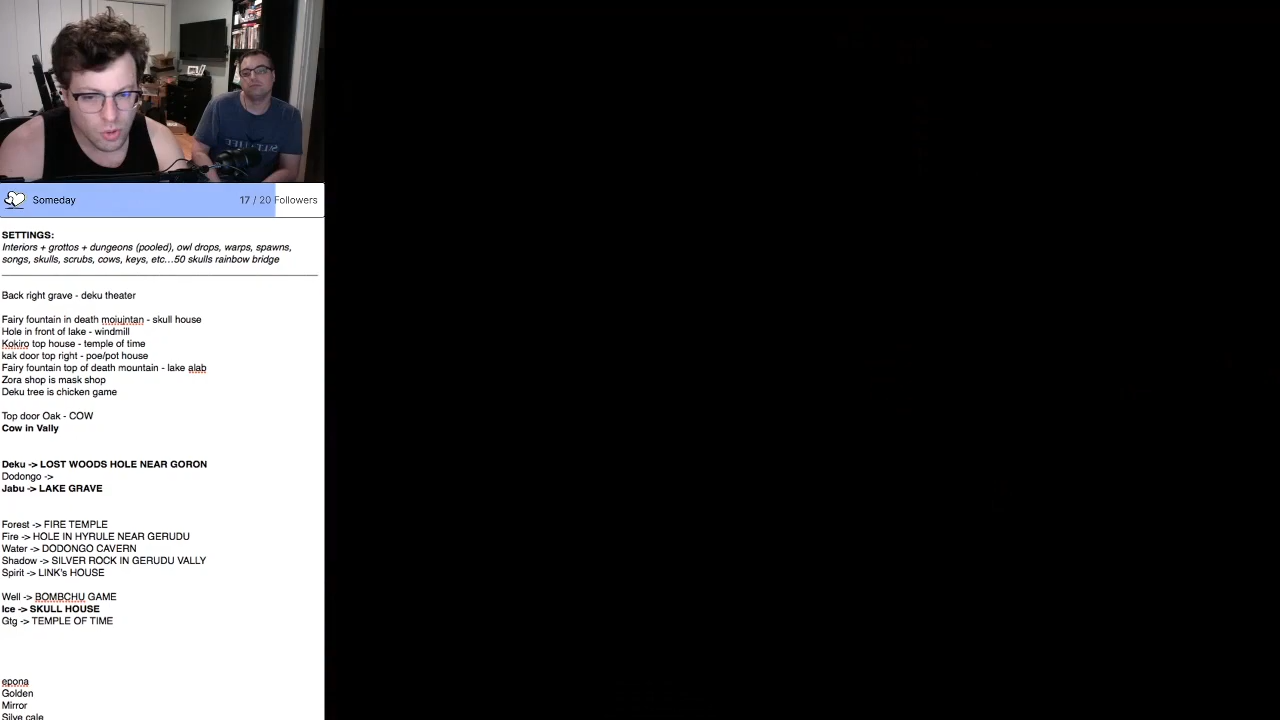 Someday
17 / 20 Followers
SETTINGS:
Interiors + grottos + dungeons (pooled), owl drops, warps, spawns,
songs, skulls, scrubs, cows, keys, etc...50 skulls rainbow bridge
Back right grave - deku theater
Fairy fountain in death moiujntan - skull house
Hole in front of lake - windmill
Kokiro top house - temple of time
kak door top right - poe/pot house
Fairy fountain top of death mountain - lake alab
Zora shop is mask shop
Deku tree is chicken game
Top door Oak - COW
Cow in Vally
Deku -> LOST WOODS HOLE NEAR GORON
Dodongo ->
Jabu -> LAKE GRAVE
Forest -> FIRE TEMPLE
Fire -> HOLE IN HYRULE NEAR GERUDU
Water -> DODONGO CAVERN
Shadow -> SILVER ROCK IN GERUDU VALLY
Spirit -> LINK's HOUSE
Well -> BOMBCHU GAME
Ice -> SKULL HOUSE
Gtg -> TEMPLE OF TIME
epona
Golden
Mirror
Silve cale